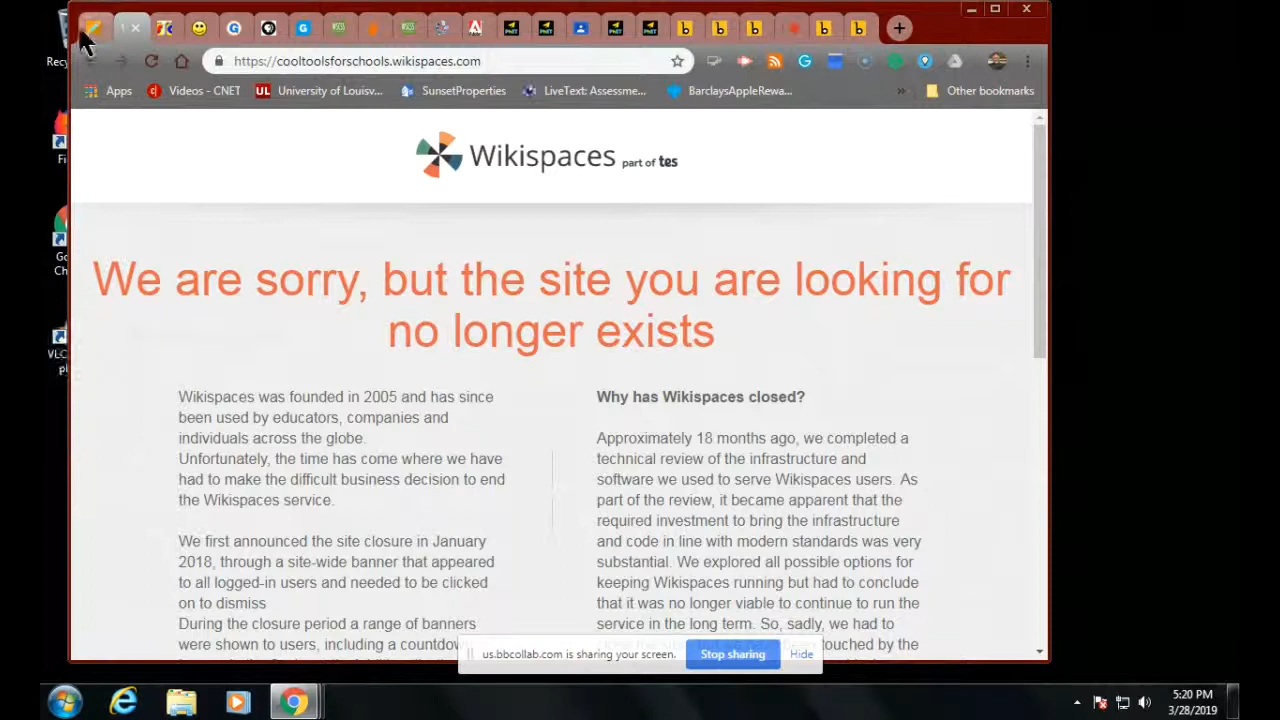 Recy
Fi
Go
Ch
VLC
pl
https://cooltoolsforschools.wikispaces.com
Apps
Videos - CNET
UL University of Louisv...
SunsetProperties
LiveText: Assessme...
BarclaysAppleRewa...
»
Other bookmarks
Wikispaces part of tes
We are sorry, but the site you are looking for
no longer exists
Wikispaces was founded in 2005 and has since
been used by educators, companies and
individuals across the globe.
Unfortunately, the time has come where we have
had to make the difficult business decision to end
the Wikispaces service.
We first announced the site closure in January
2018, through a site-wide banner that appeared
to all logged-in users and needed to be clicked
on to dismiss
During the closure period a range of banners
were shown to users, including a countdow
Why has Wikispaces closed?
Approximately 18 months ago, we completed a
technical review of the infrastructure and
software we used to serve Wikispaces users. As
part of the review, it became apparent that the
required investment to bring the infrastructure
and code in line with modern standards was very
substantial. We explored all possible options for
keeping Wikispaces running but had to conclude
that it was no longer viable to continue to run the
service in the long term. So, sadly, we had to
touched by the
us.bbcollab.com is sharing your screen.
Stop sharing
Hide
5:20 PM
3/28/2019